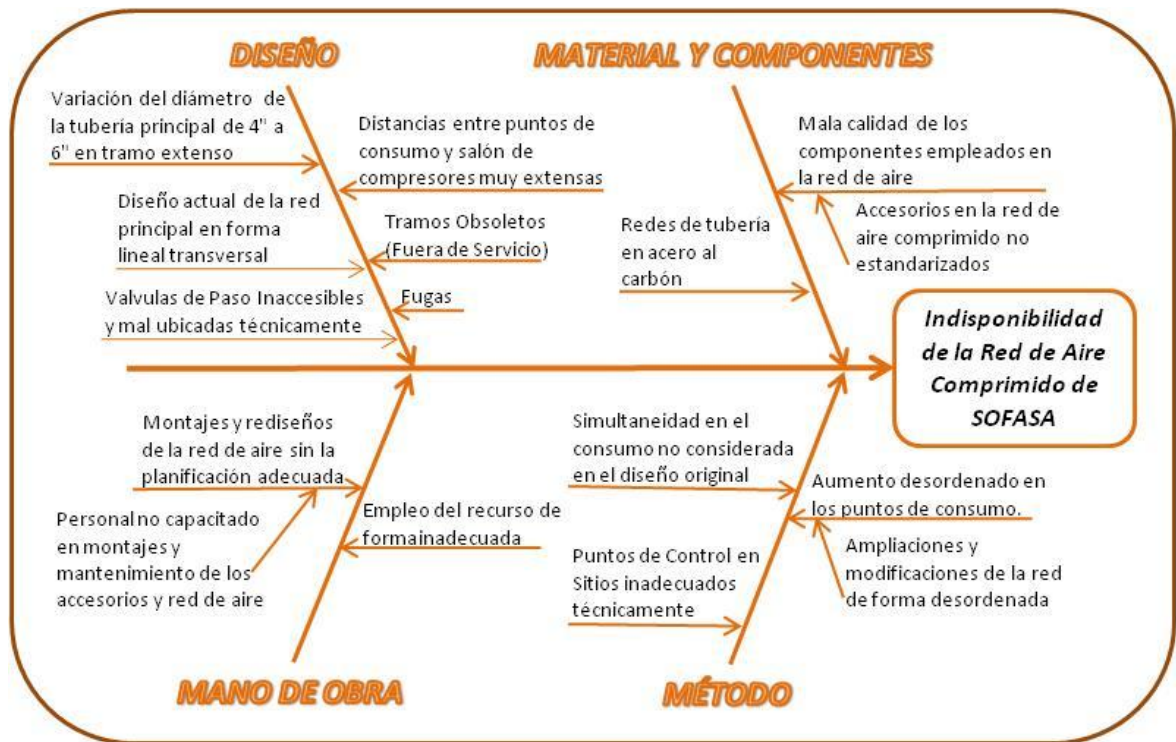 DISEÑO
Variación del diámetro de
la tubería principal de 4" a
6" en tramo extenso
Distancias entre puntos de
consumo y salón de
compresores muy extensas
Diseño actual de la red
principal en forma
lineal transversal
Tramos Obsoletos
(Fuera de Servicio)
Valvulas de Paso Inaccesibles
y mal ubicadas técnicamente
Fugas
MATERIAL Y COMPONENTES
Mala calidad de los
componentes empleados en
la red de aire
Accesorios en la red de
aire comprimido no
estandarizados
Redes de tubería
en acero al
carbón
Indisponibilidad
de la Red de Aire
Comprimido de
SOFASA
Montajes y rediseños
de la red de aire sin la
planificación adecuada
Personal no capacitado
en montajes y
mantenimiento de los
accesorios y red de aire
Empleo del recurso de
formainadecuada
MANO DE OBRA
Simultaneidad en el
consumo no considerada
en el diseño original
Aumento desordenado en
los puntos de consumo.
Ampliaciones y
modificaciones de la red
de forma desordenada
Puntos de Control en
Sitios inadecuados
técnicamente
MÉTODO